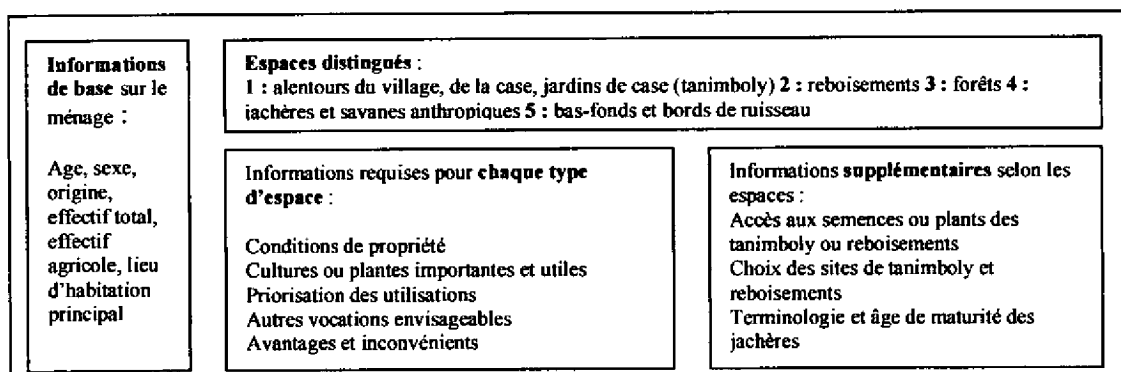 Informations
de base sur le
ménage :
Age, sexe,
origine,
effectif total,
effectif
agricole, lieu
d'habitation
principal
Espaces distingués :
1 : alentours du village, de la case, jardins de case (tanimboly) 2 : reboisements 3 : forêts 4 :
jachères et savanes anthropiques 5 : bas-fonds et bords de ruisseau
Informations requises pour chaque type
d'espace :
Conditions de propriété
Cultures ou plantes importantes et utiles
Priorisation des utilisations
Autres vocations envisageables
Avantages et inconvénients
Informations supplémentaires selon les
espaces :
Accès aux semences ou plants des
tanimboly ou reboisements
Choix des sites de tanimboly et
reboisements
Terminologie et âge de maturité des
jachères